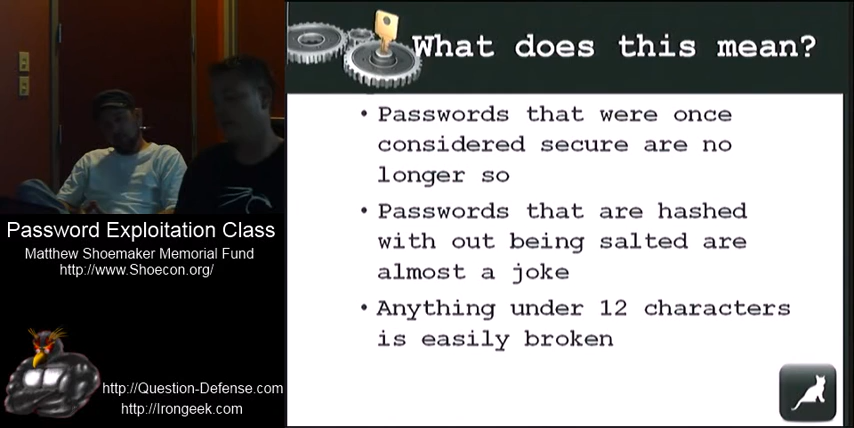 What does this mean?
• Passwords that were once
considered secure are no
longer so
• Passwords that are hashed
with out being salted are
almost a joke
• Anything under 12 characters
is easily broken
Password Exploitation Class
Matthew Shoemaker Memorial Fund
http://www.Shoecon.org/
http://Question-Defense.com
http://Irongeek.com